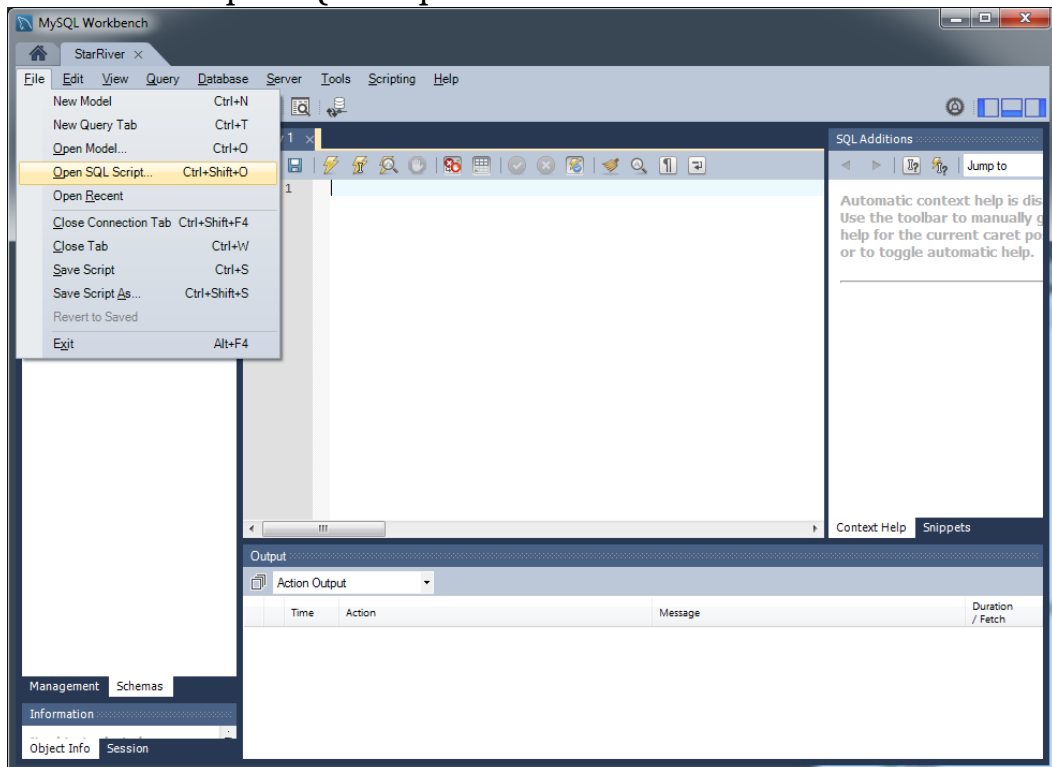 MySQL Workbench
StarRiver
File Edit View Query Database Server Tools Scripting Help
New Model Ctrl+N
New Query Tab Ctrl+T
Open Model... Ctrl+O
Open SQL Script... Ctrl+Shift+O
Open Recent
Close Connection Tab Ctrl+Shift+F4
Close Tab Ctrl+W
Save Script Ctrl+S
Save Script As... Ctrl+Shift+S
Revert to Saved
Exit Alt+F4
1
1
SQL Additions
Jump to
Automatic context help is dis
Use the toolbar to manually g
help for the current caret po
or to toggle automatic help.
Context Help Snippets
Output
Action Output
Time Action Message Duration / Fetch
Management Schemas
Information
Object Info Session